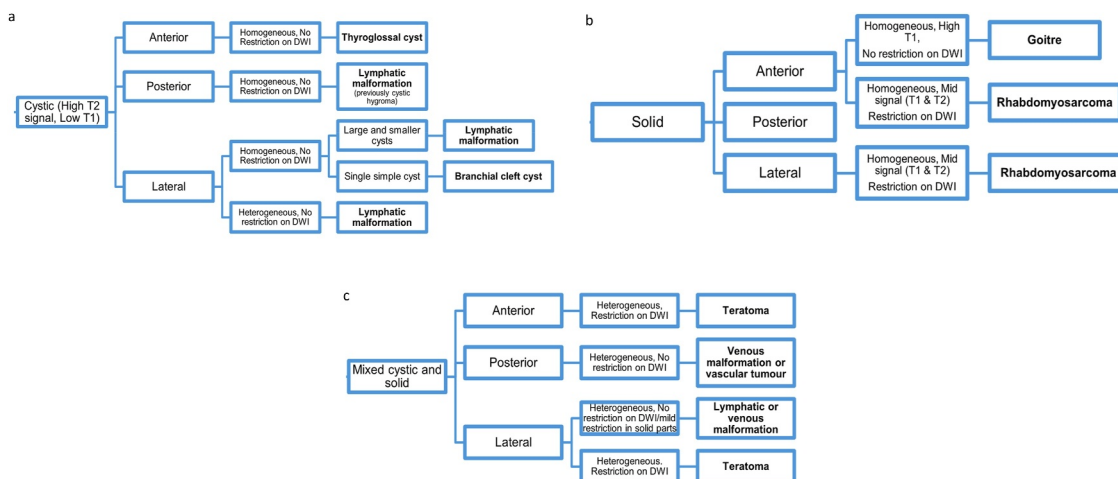 a
Cystic (High T2
signal, Low T1)
Anterior
Homogeneous, No
Restriction on DWI
Thyroglossal cyst
Posterior
Homogeneous, No
Restriction on DWI
Lymphatic
malformation
(previously cystic
hygroma)
Lateral
Homogeneous, No
Restriction on DWI
Large and smaller
cysts
Lymphatic
malformation
Single simple cyst
Branchial cleft cyst
Heterogeneous, No
restriction on DWI
Lymphatic
malformation
b
Solid
Anterior
Homogeneous, High
T1,
No restriction on DWI
Goitre
Homogeneous, Mid
signal (T1 & T2)
Restriction on DWI
Rhabdomyosarcoma
Posterior
Lateral
Homogeneous, Mid
signal (T1 & T2)
Restriction on DWI
Rhabdomyosarcoma
c
Mixed cystic and
solid
Anterior
Heterogeneous,
Restriction on DWI
Teratoma
Posterior
Heterogeneous, No
restriction on DWI
Venous
malformation or
vascular tumour
Lateral
Heterogeneous, No
restriction on DWI/mild
restriction in solid parts
Lymphatic or
venous
malformation
Heterogeneous.
Restriction on DWI
Teratoma